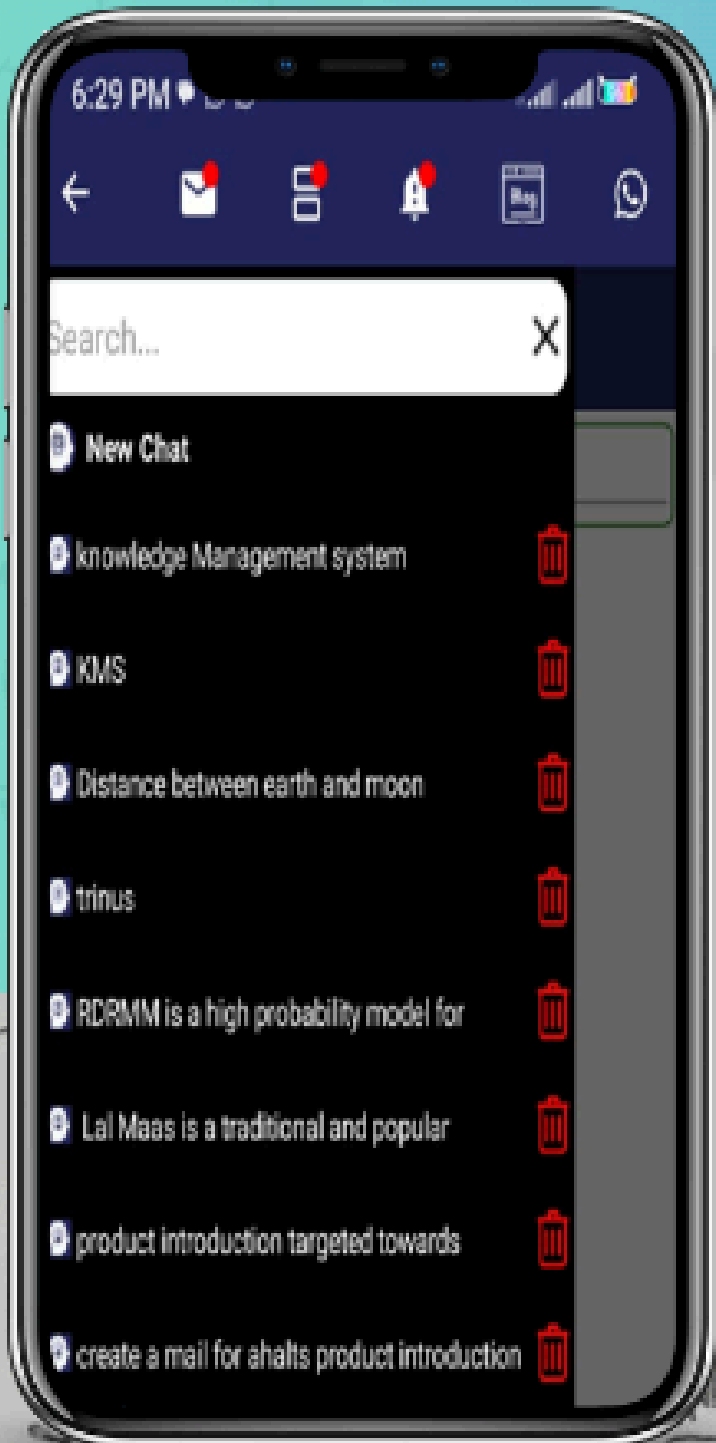 6:29 PM
Blog
Search...
X
New Chat
knowledge Management system
KMS
Distance between earth and moon
trinus
RDRMM is a high probability model for
Lal Maas is a traditional and popular
product introduction targeted towards
create a mail for ahalts product introduction